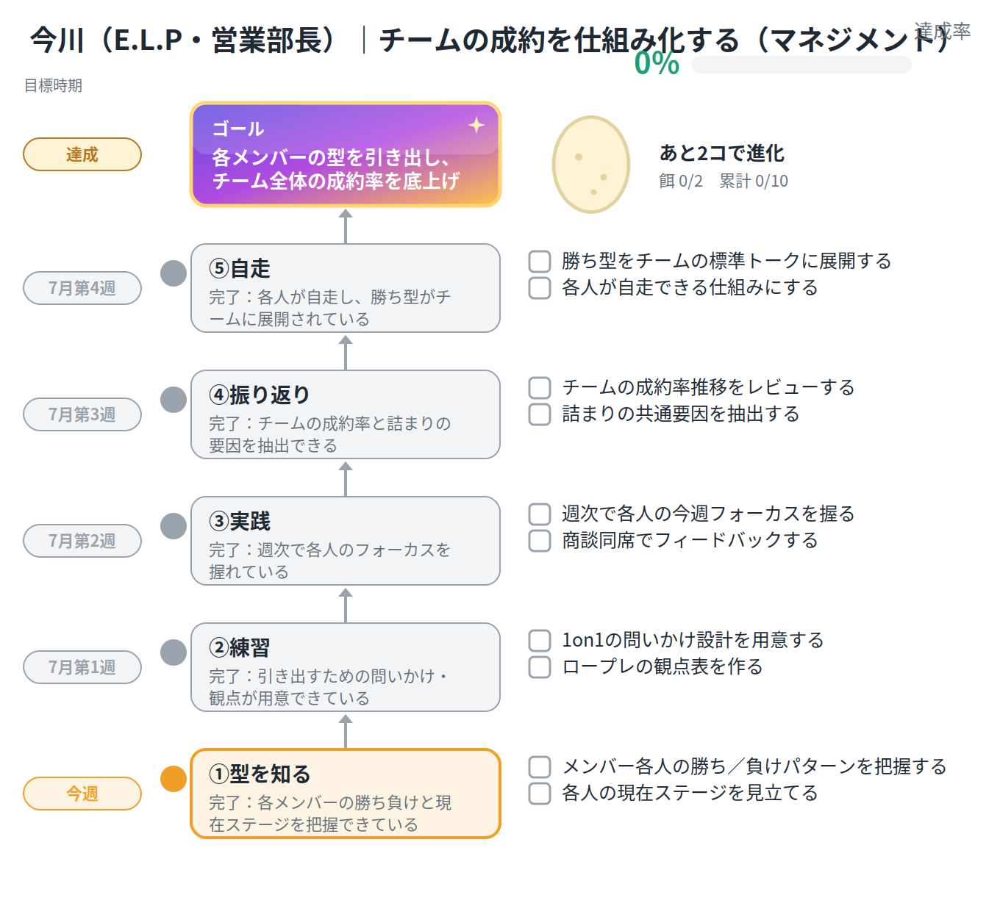 今川（E.L.P・営業部長）｜チームの成約を仕組み化する（マネジメント）
達成率
0%
目標時期
達成
ゴール
各メンバーの型を引き出し、
チーム全体の成約率を底上げ
あと2コで進化
餌 0/2　累計 0/10
7月第4週
⑤自走
完了：各人が自走し、勝ち型がチ
ームに展開されている
勝ち型をチームの標準トークに展開する
各人が自走できる仕組みにする
7月第3週
④振り返り
完了：チームの成約率と詰まりの
要因を抽出できる
チームの成約率推移をレビューする
詰まりの共通要因を抽出する
7月第2週
③実践
完了：週次で各人のフォーカスを
握れている
週次で各人の今週フォーカスを握る
商談同席でフィードバックする
7月第1週
②練習
完了：引き出すための問いかけ・
観点が用意できている
1on1の問いかけ設計を用意する
ロープレの観点表を作る
今週
①型を知る
完了：各メンバーの勝ち負けと現
在ステージを把握できている
メンバー各人の勝ち／負けパターンを把握する
各人の現在ステージを見立てる